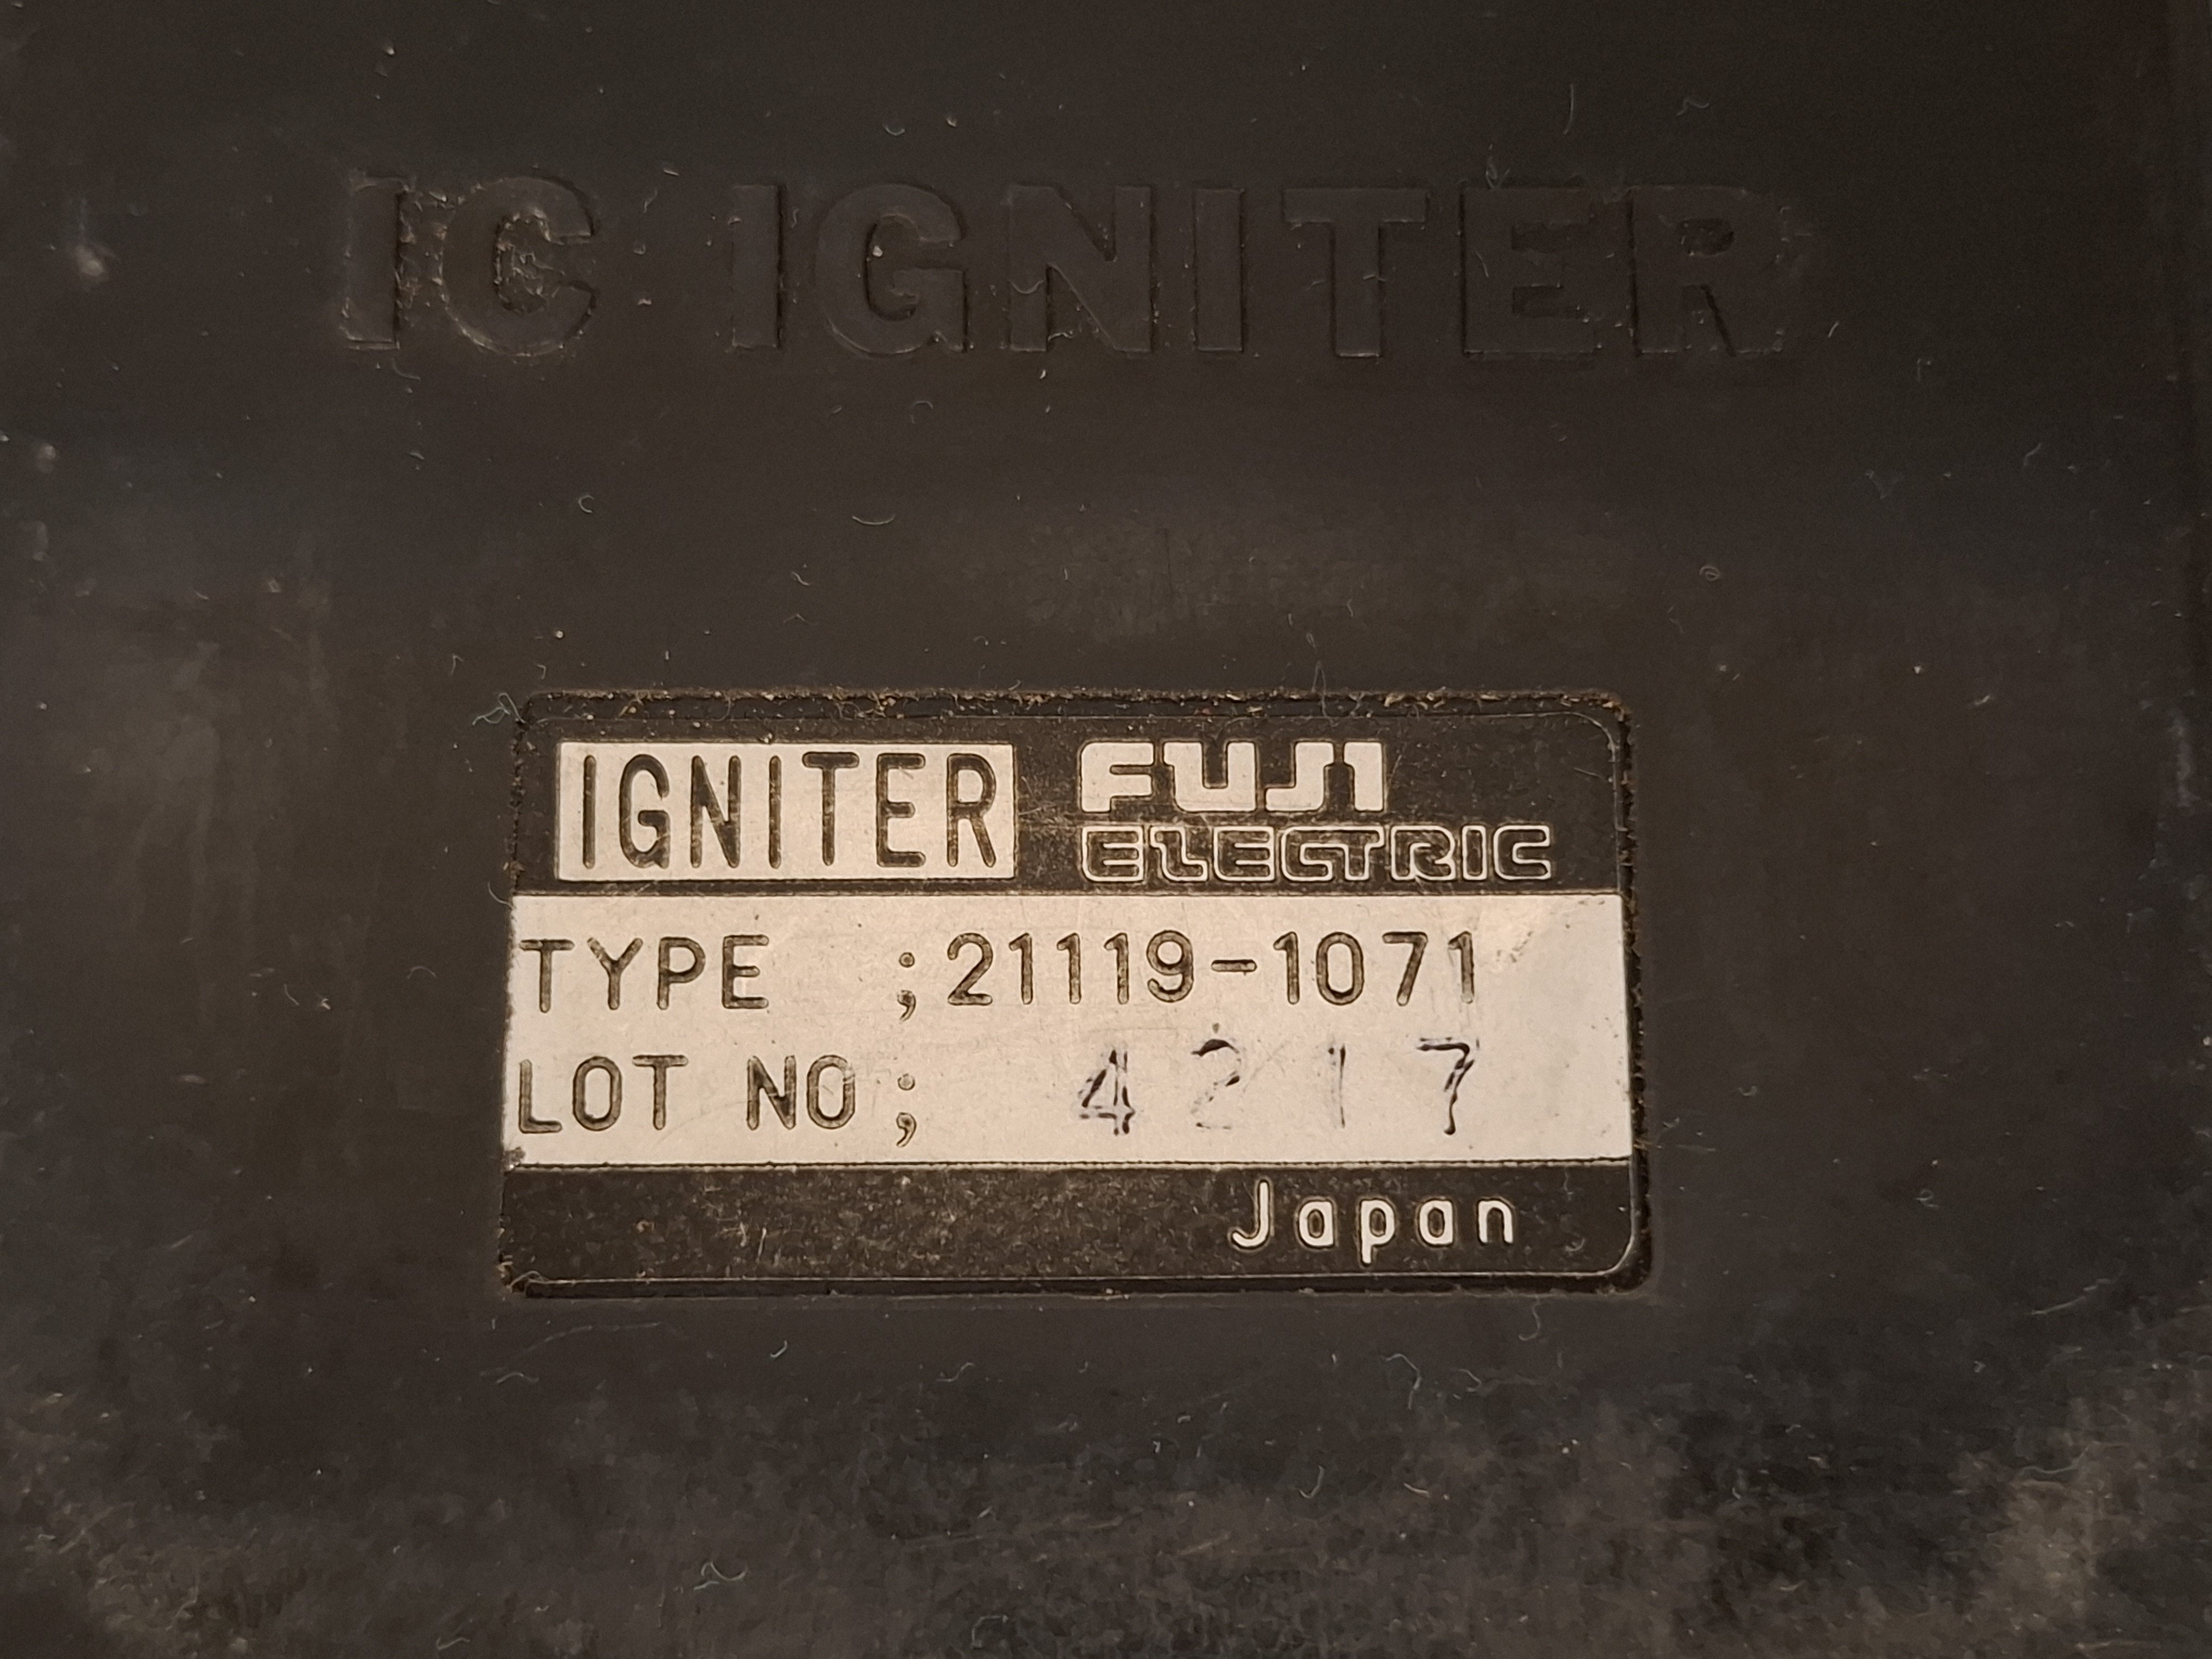 IC IGNITER
IGNITER FUJI
ELECTRIC
TYPE ;21119-1071
LOT NO; 4217
Japan